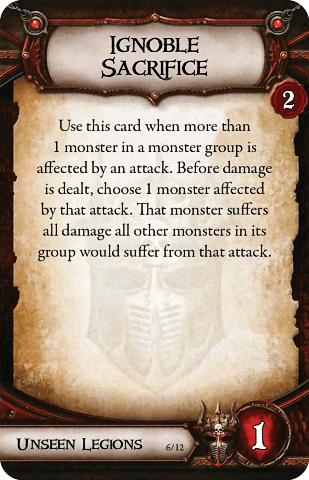 Ignoble
Sacrifice
2
Use this card when more than
1 monster in a monster group is
affected by an attack. Before damage
is dealt, choose 1 monster affected
by that attack. That monster suffers
all damage all other monsters in its
group would suffer from that attack.
Unseen Legions 6/12 1